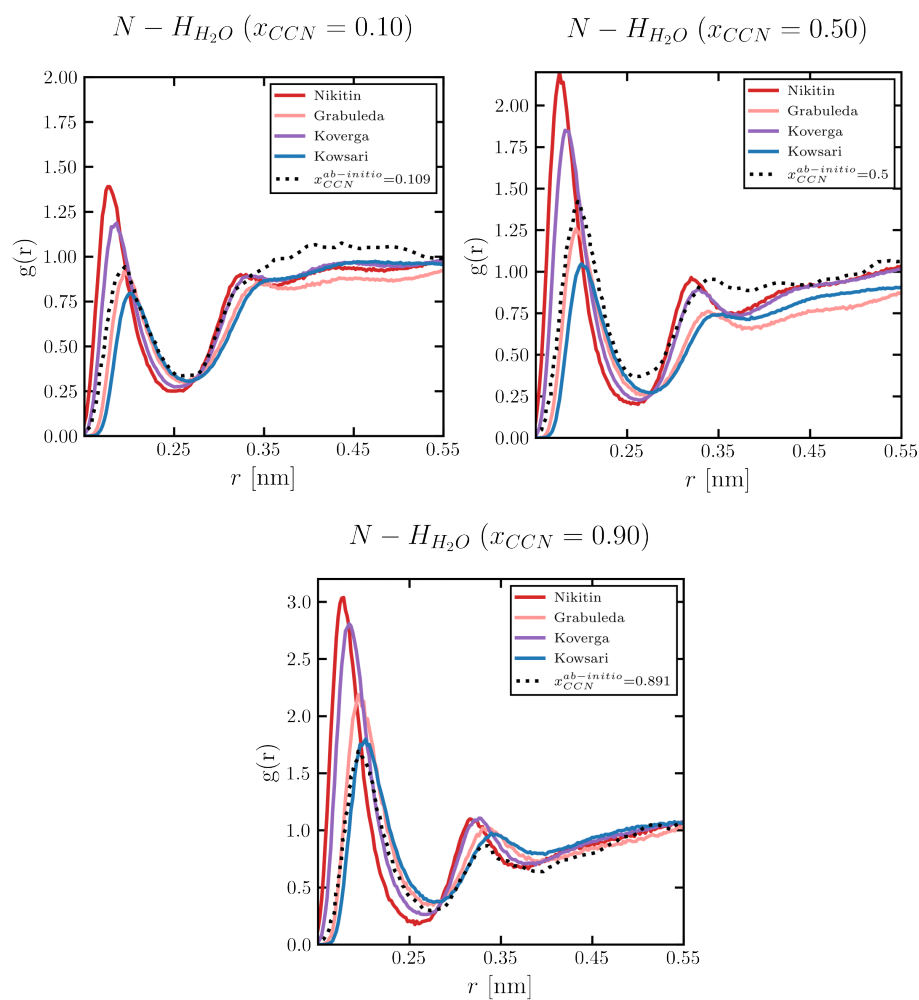 N − H_{H_2O} (x_{CCN} = 0.10)
2.00
1.75
1.50
1.25
1.00
0.75
0.50
0.25
0.00
g(r)
Nikitin
Grabuleda
Koverga
Kowsari
x_{CCN}^{ab−initio}=0.109
0.25
0.35
0.45
0.55
r [nm]
N − H_{H_2O} (x_{CCN} = 0.50)
2.00
1.75
1.50
1.25
1.00
0.75
0.50
0.25
0.00
g(r)
Nikitin
Grabuleda
Koverga
Kowsari
x_{CCN}^{ab−initio}=0.5
0.25
0.35
0.45
0.55
r [nm]
N − H_{H_2O} (x_{CCN} = 0.90)
3.0
2.5
2.0
1.5
1.0
0.5
0.0
g(r)
Nikitin
Grabuleda
Koverga
Kowsari
x_{CCN}^{ab−initio}=0.891
0.25
0.35
0.45
0.55
r [nm]